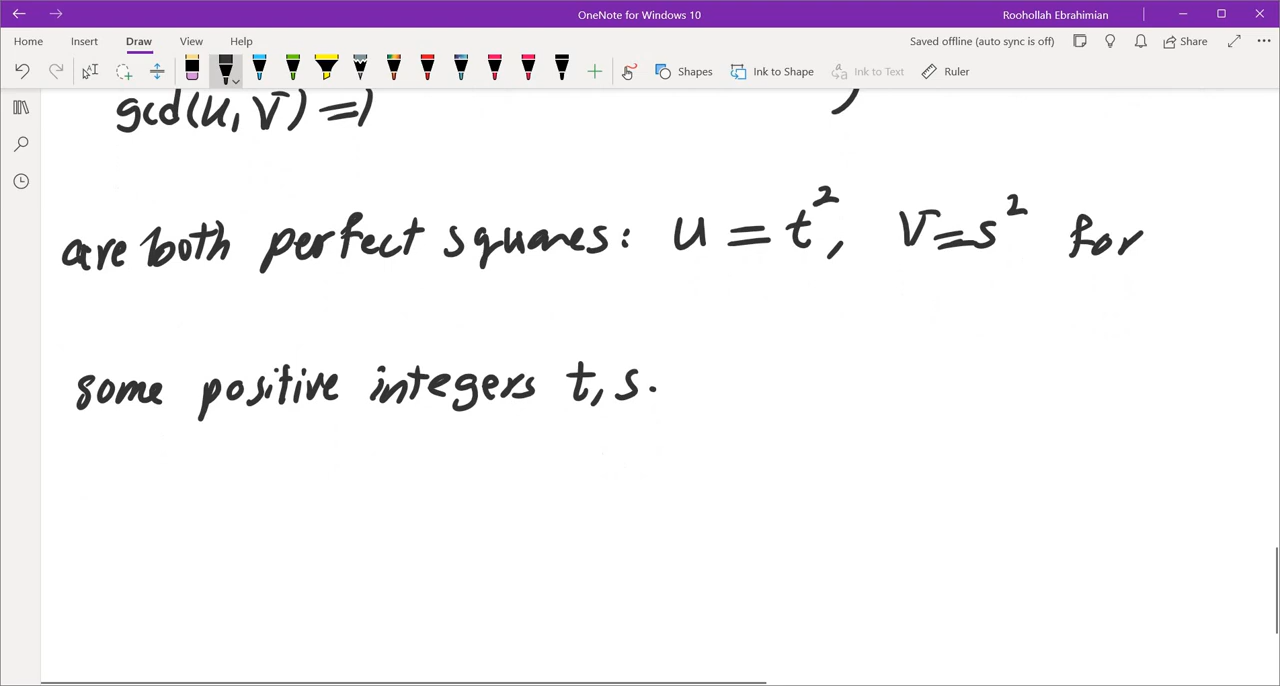 OneNote for Windows 10
Roohollah Ebrahimian
Home Insert Draw View Help
Saved offline (auto sync is off) Share
Shapes Ink to Shape Ink to Text Ruler
gcd(u, v) = 1
are both perfect squares: u = t², v = s² for
some positive integers t, s.